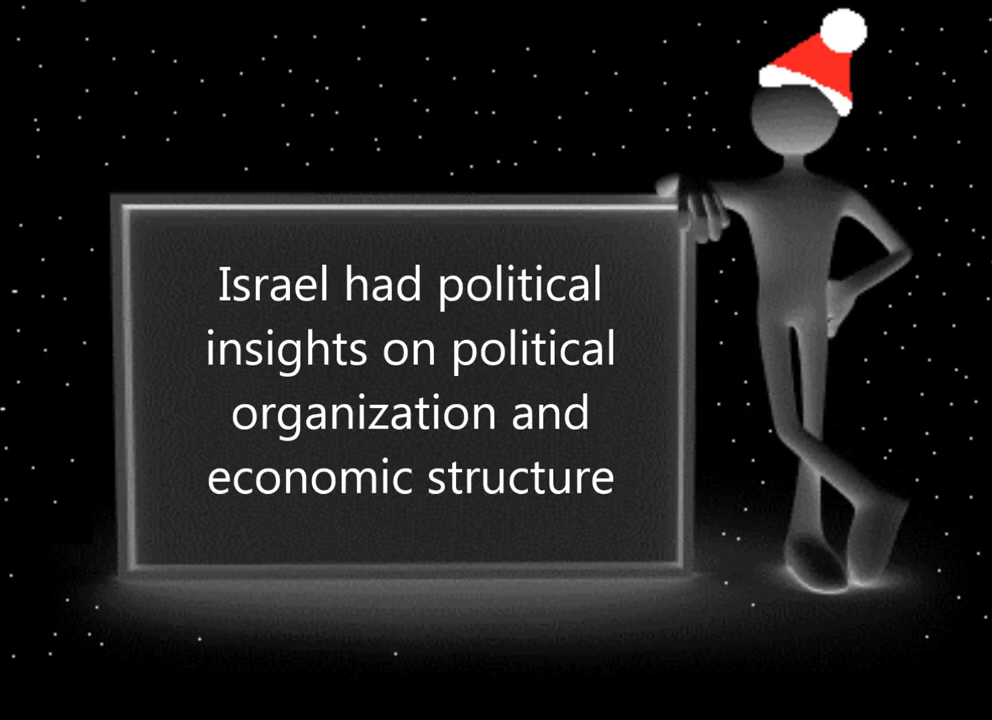 Israel had political
insights on political
organization and
economic structure